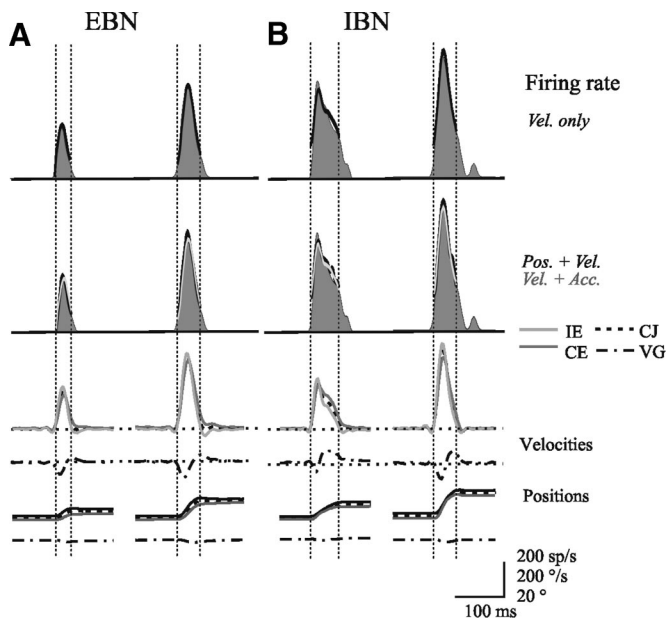 A EBN B IBN
Firing rate
Vel. only
Pos. + Vel.
Vel. + Acc.
IE CJ
CE VG
Velocities
Positions
200 sp/s
200 °/s
20 °
100 ms